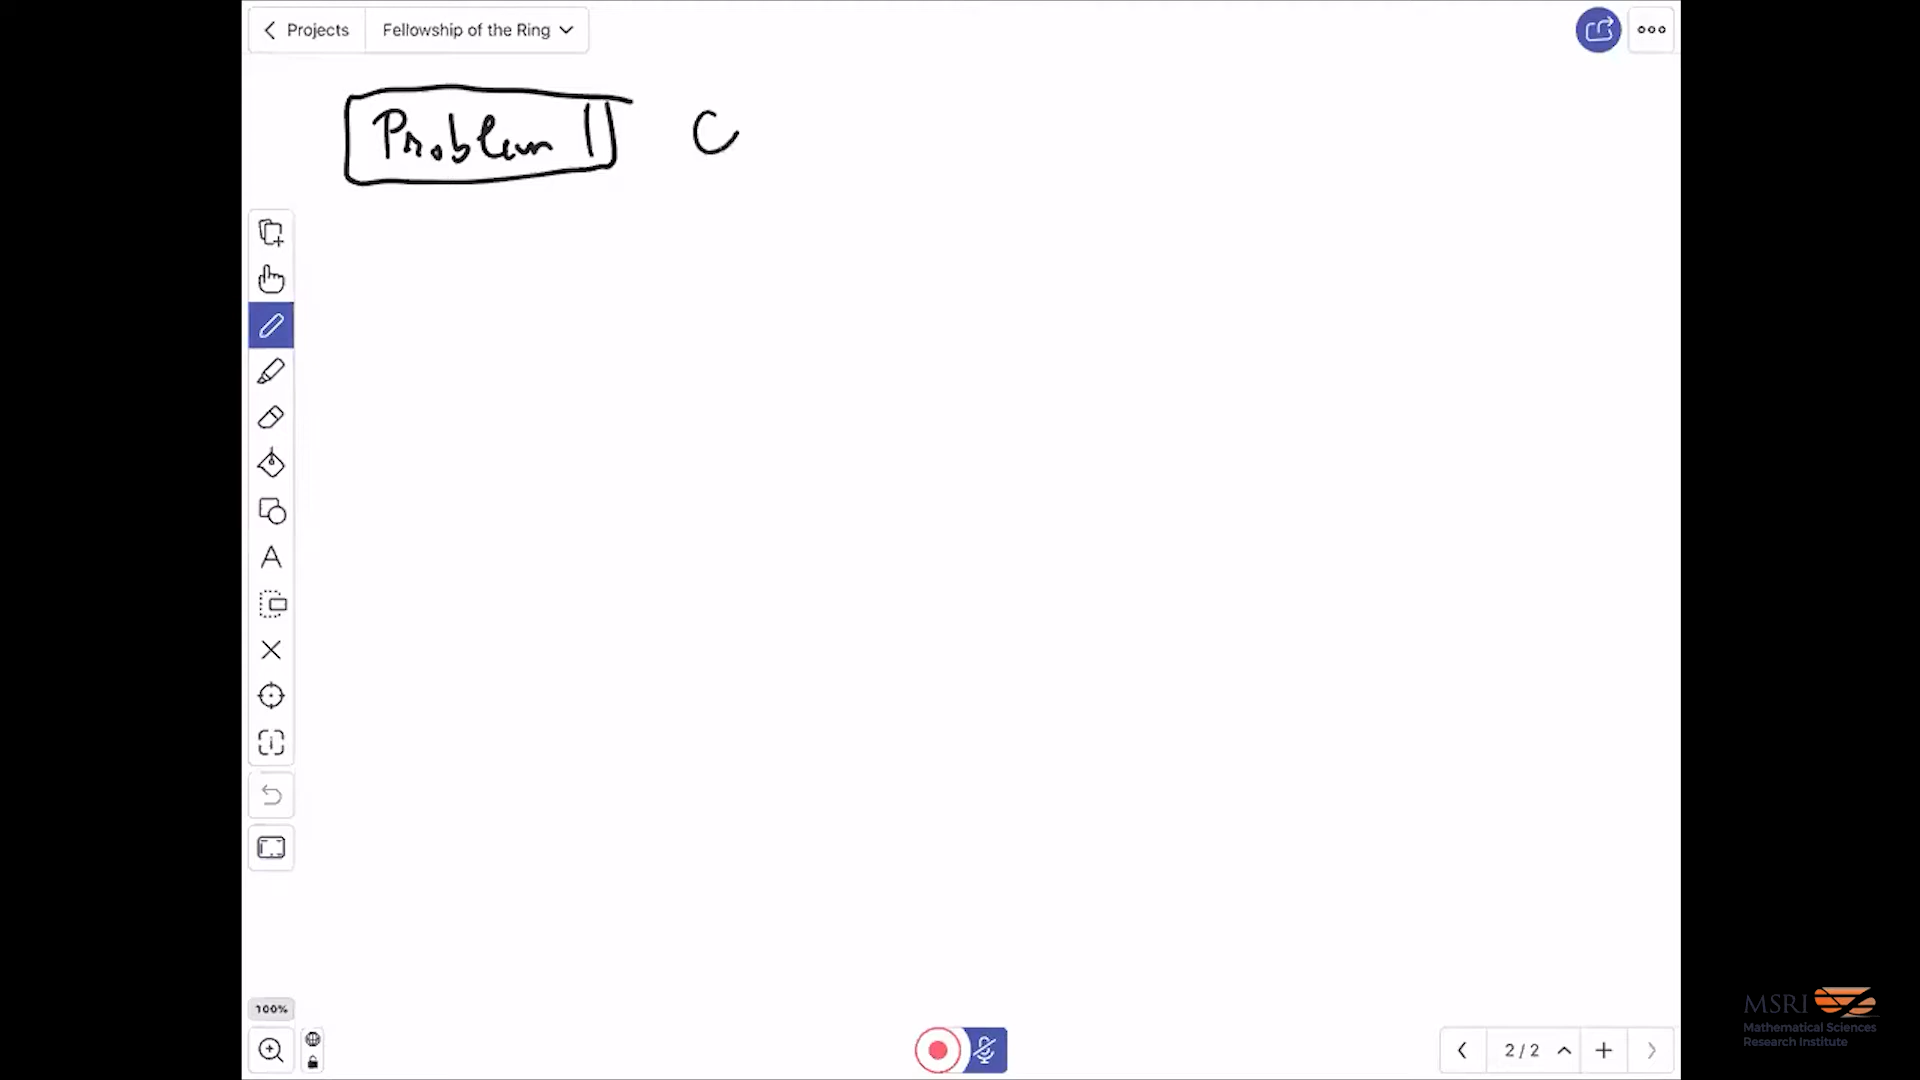 Projects Fellowship of the Ring
Problem 1 C
A
100%
2/2
MSRI
Mathematical Sciences
Research Institute